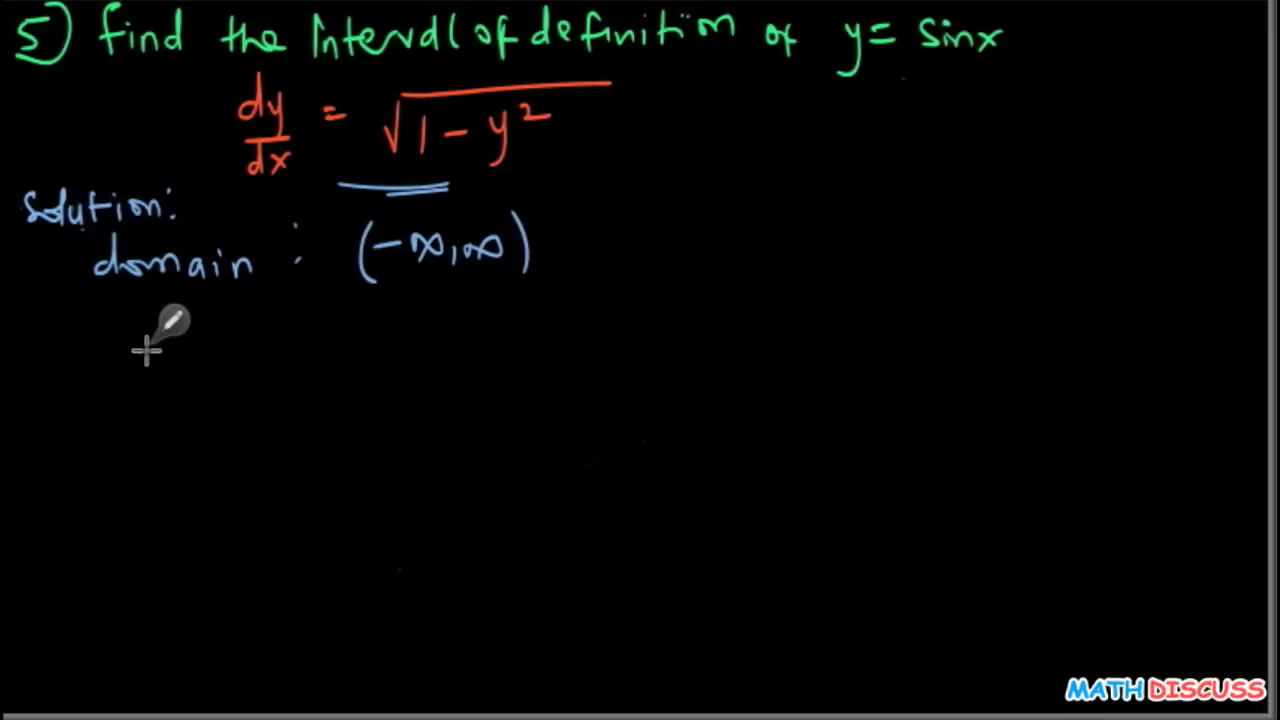 5) find the Interval of definition of y = sinx
dy/dx = √1 - y²
Solution:
domain : (-∞,∞)
MATH DISCUSS